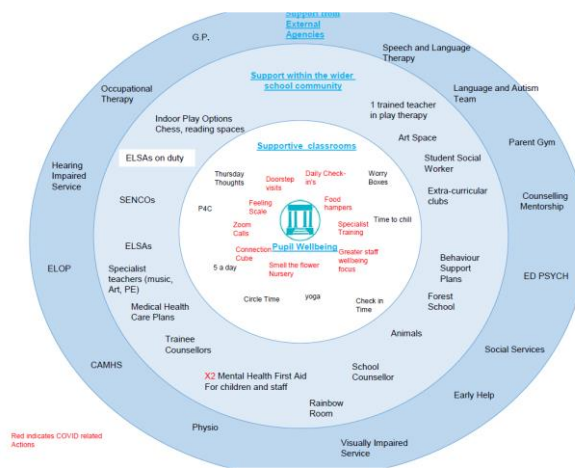 Support from
External
Agencies
G.P.
Speech and Language
Therapy
Occupational
Therapy
Support within the wider
school community
Language and Autism
Team
Indoor Play Options
Chess, reading spaces
1 trained teacher
in play therapy
Art Space
Parent Gym
Supportive classrooms
ELSAs on duty
Student Social
Worker
Hearing
Impaired
Service
Thursday
Thoughts
Doorstep
visits
Daily Check-
in's
Worry
Boxes
Counselling
Mentorship
SENCOs
Extra-curricular
clubs
P4C
Feeling
Scale
Food
hampers
Time to chill
Zoom
Calls
Specialist
Training
ELSAs
Pupil Wellbeing
Connection
Cube
Greater staff
wellbeing
focus
Behaviour
Support
Plans
ELOP
Specialist
teachers (music,
Art, PE)
5 a day
Smell the flower
Nursery
ED PSYCH
Circle Time
yoga
Check in
Time
Forest
School
Medical Health
Care Plans
Animals
Trainee
Counsellors
Social Services
CAMHS
X2 Mental Health First Aid
For children and staff
School
Counsellor
Early Help
Rainbow
Room
Physio
Red indicates COVID related
Actions
Visually Impaired
Service